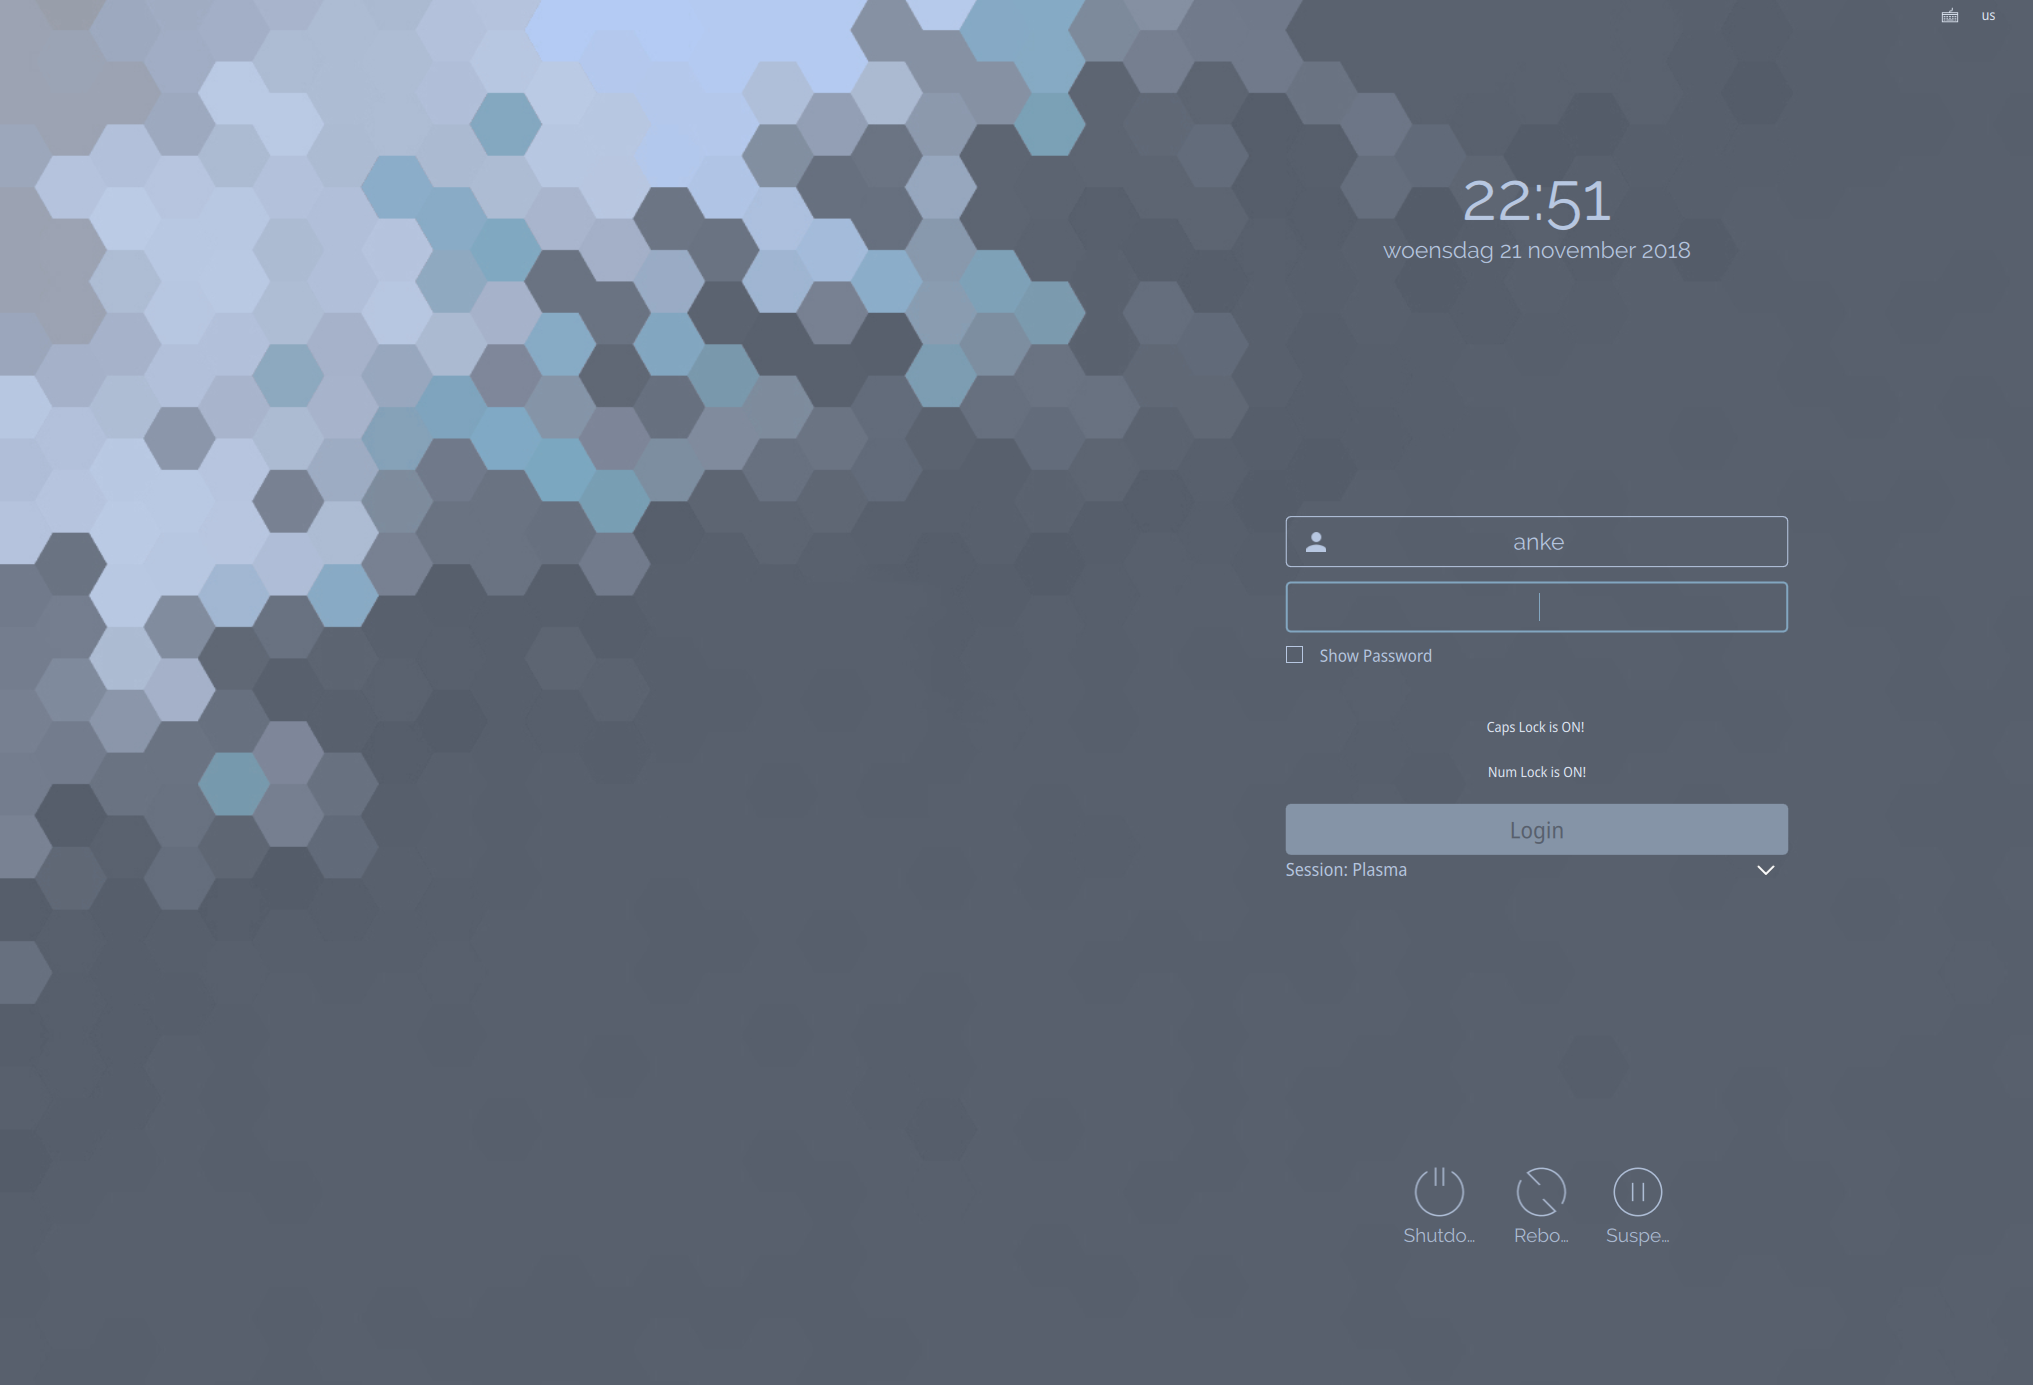 us
22:51
woensdag 21 november 2018
anke
Show Password
Caps Lock is ON!
Num Lock is ON!
Login
Session: Plasma
Shutdo... Rebo... Suspe...